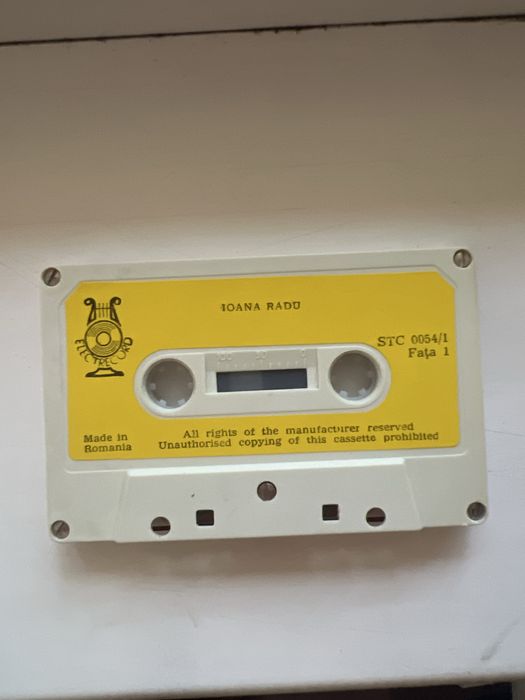 IOANA RADU
ELECTRECORD
STC 0054/1
Faţa 1
Made in
Romania
All rights of the manufacturer reserved
Unauthorised copying of this cassette prohibited